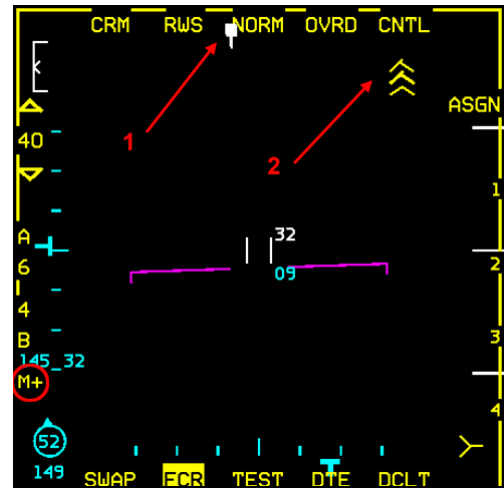 CRM RWS NORM OVRD CNTL
1
2
ASGN
40
1
32
A
6
2
09
4
3
B
145_32
M+
4
52
149
SWAP FCR TEST DTE DCLT